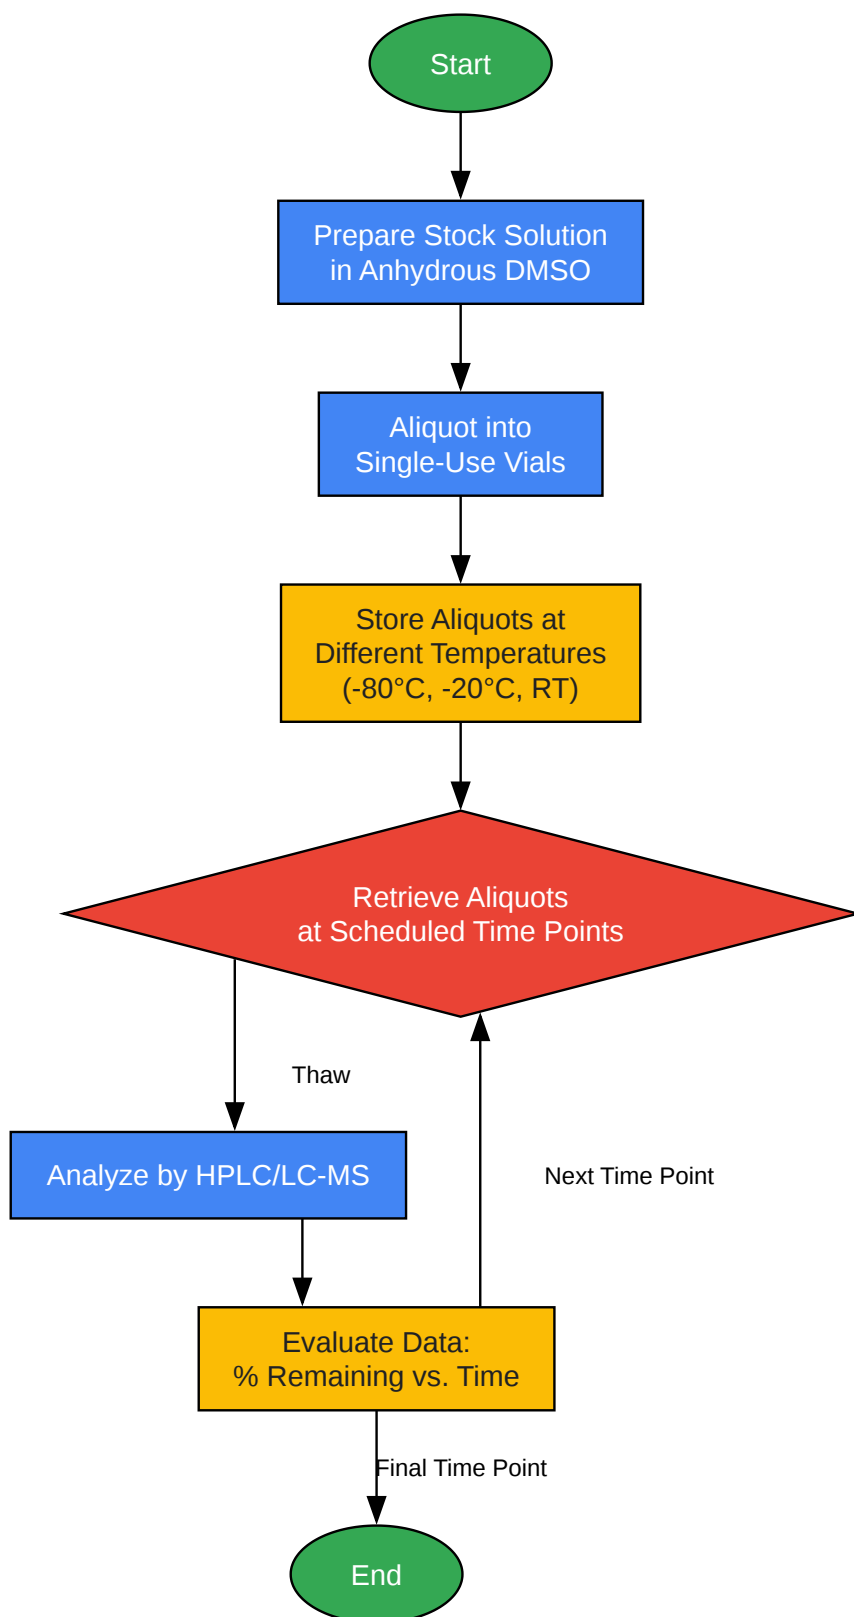 Start
Prepare Stock Solution
in Anhydrous DMSO
Aliquot into
Single-Use Vials
Store Aliquots at
Different Temperatures
(-80°C, -20°C, RT)
Retrieve Aliquots
at Scheduled Time Points
Thaw
Analyze by HPLC/LC-MS
Next Time Point
Evaluate Data:
% Remaining vs. Time
Final Time Point
End